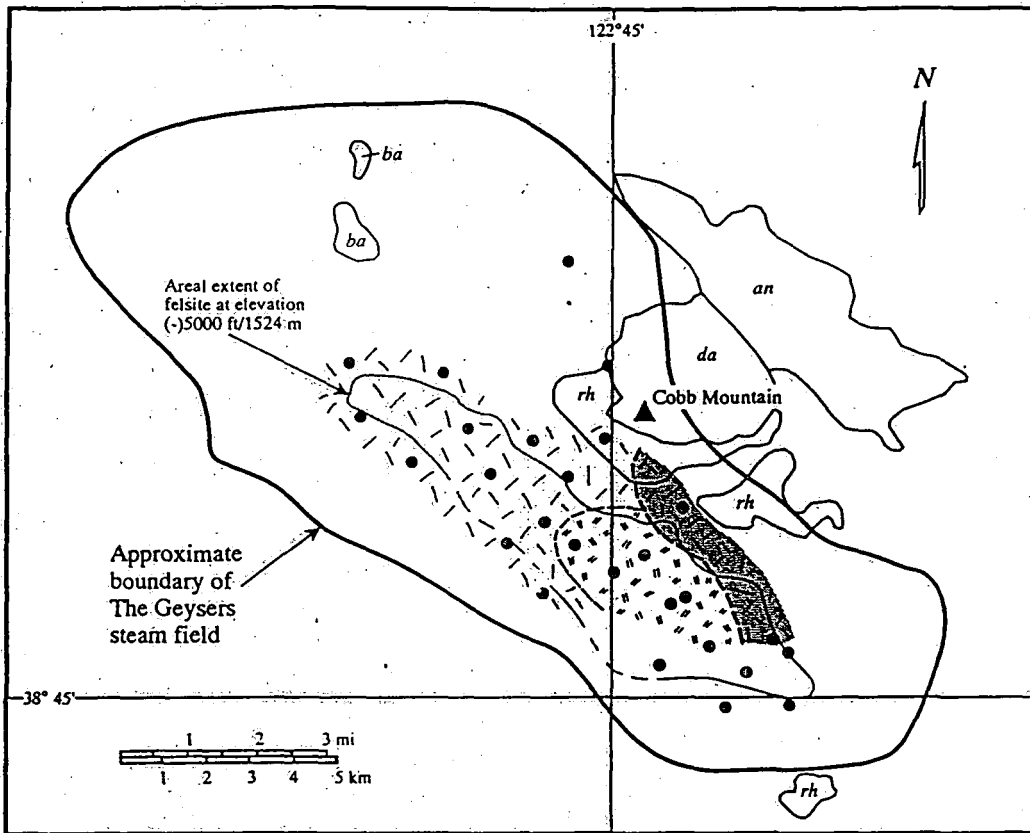 122°45'
N
ba
ba
an
Areal extent of
felsite at elevation
(-)5000 ft/1524 m
da
rh
Cobb Mountain
rh
Approximate
boundary of
The Geysers
steam field
38° 45'
1 2 3 mi
1 2 3 4 5 km
rh